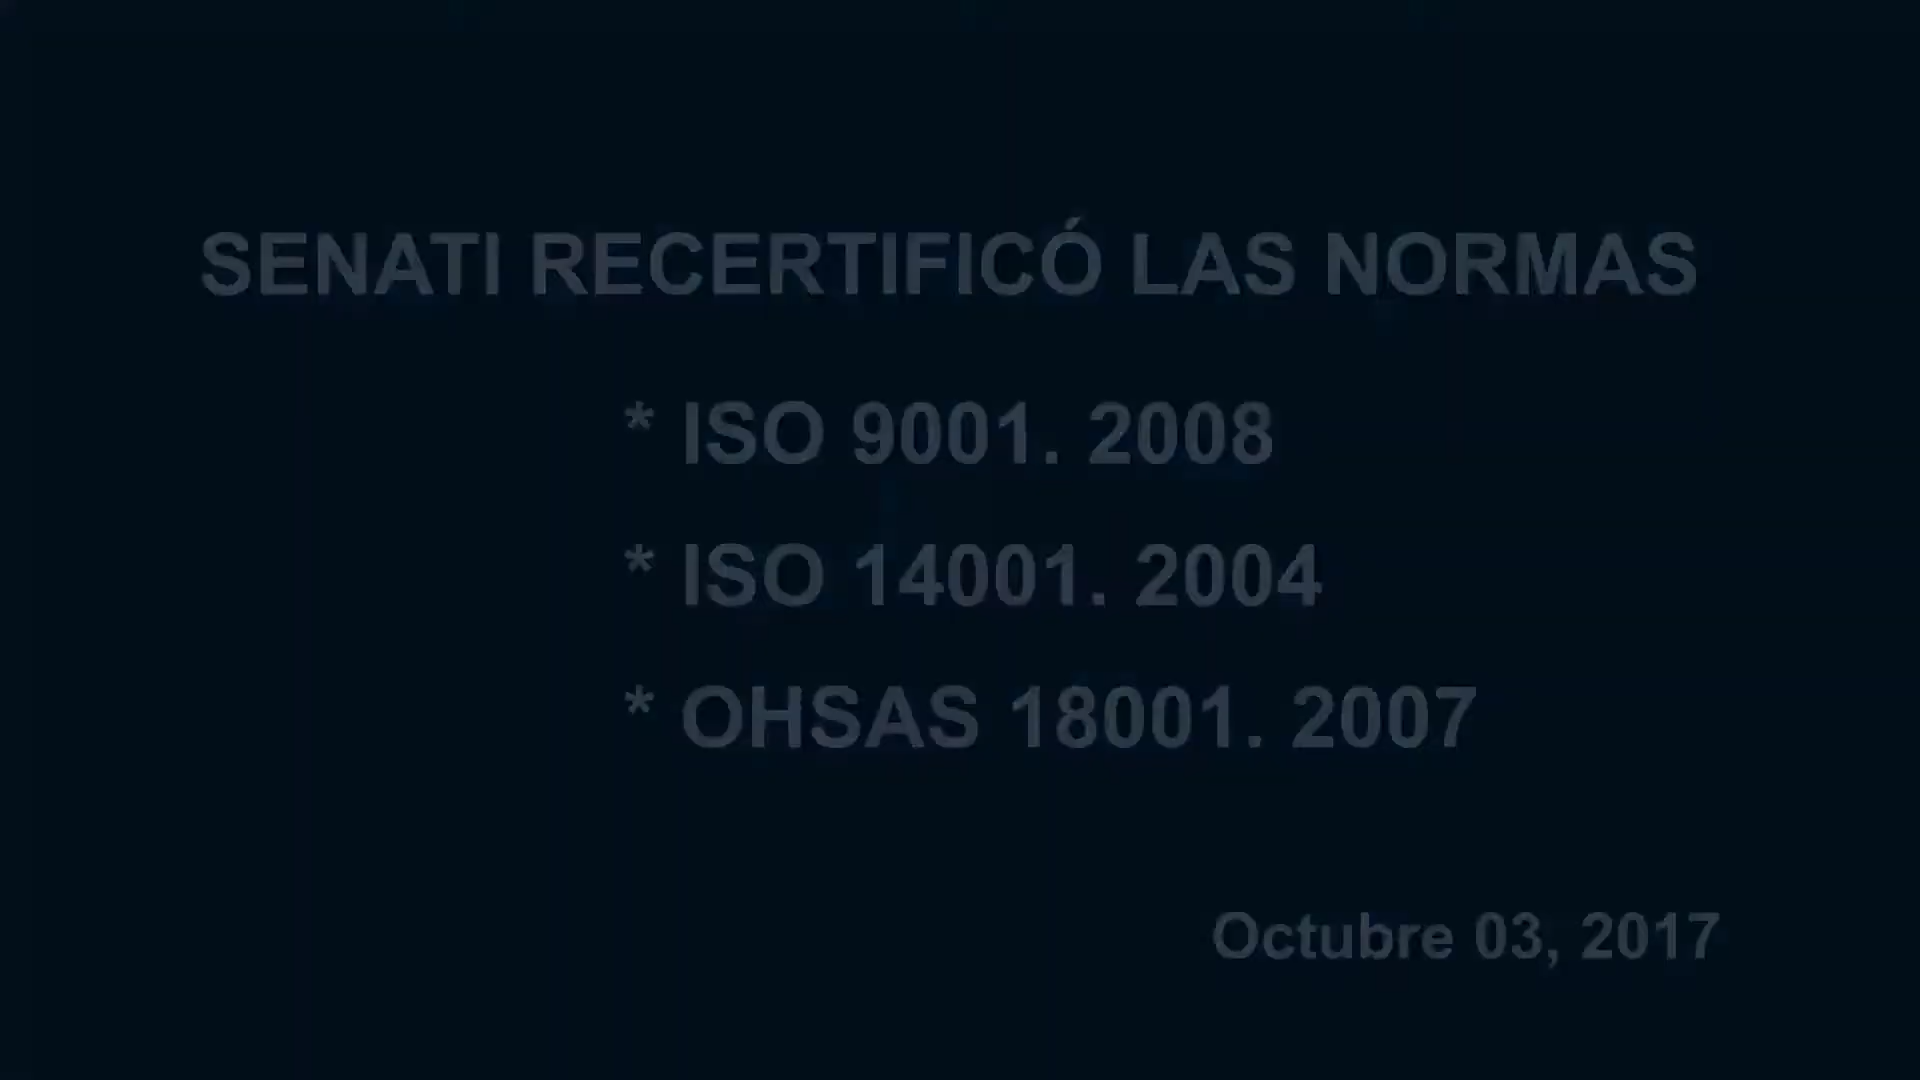 SENATI RECERTIFICÓ LAS NORMAS
* ISO 9001. 2008
* ISO 14001. 2004
* OHSAS 18001. 2007
Octubre 03, 2017